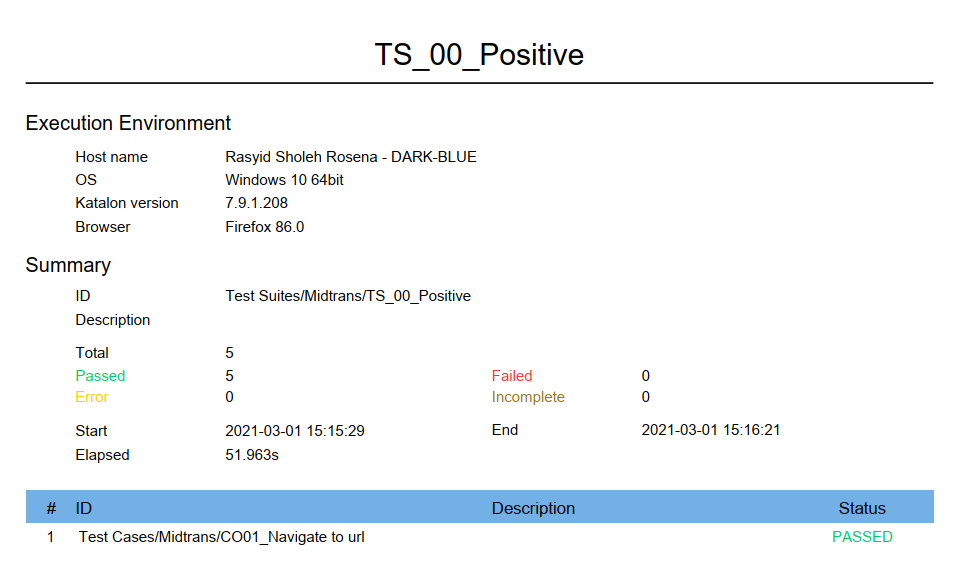 TS_00_Positive
Execution Environment
Host name Rasyid Sholeh Rosena - DARK-BLUE
OS Windows 10 64bit
Katalon version 7.9.1.208
Browser Firefox 86.0
Summary
ID Test Suites/Midtrans/TS_00_Positive
Description
Total 5
Passed 5 Failed 0
Error 0 Incomplete 0
Start 2021-03-01 15:15:29 End 2021-03-01 15:16:21
Elapsed 51.963s
# ID Description Status
1 Test Cases/Midtrans/CO01_Navigate to url PASSED